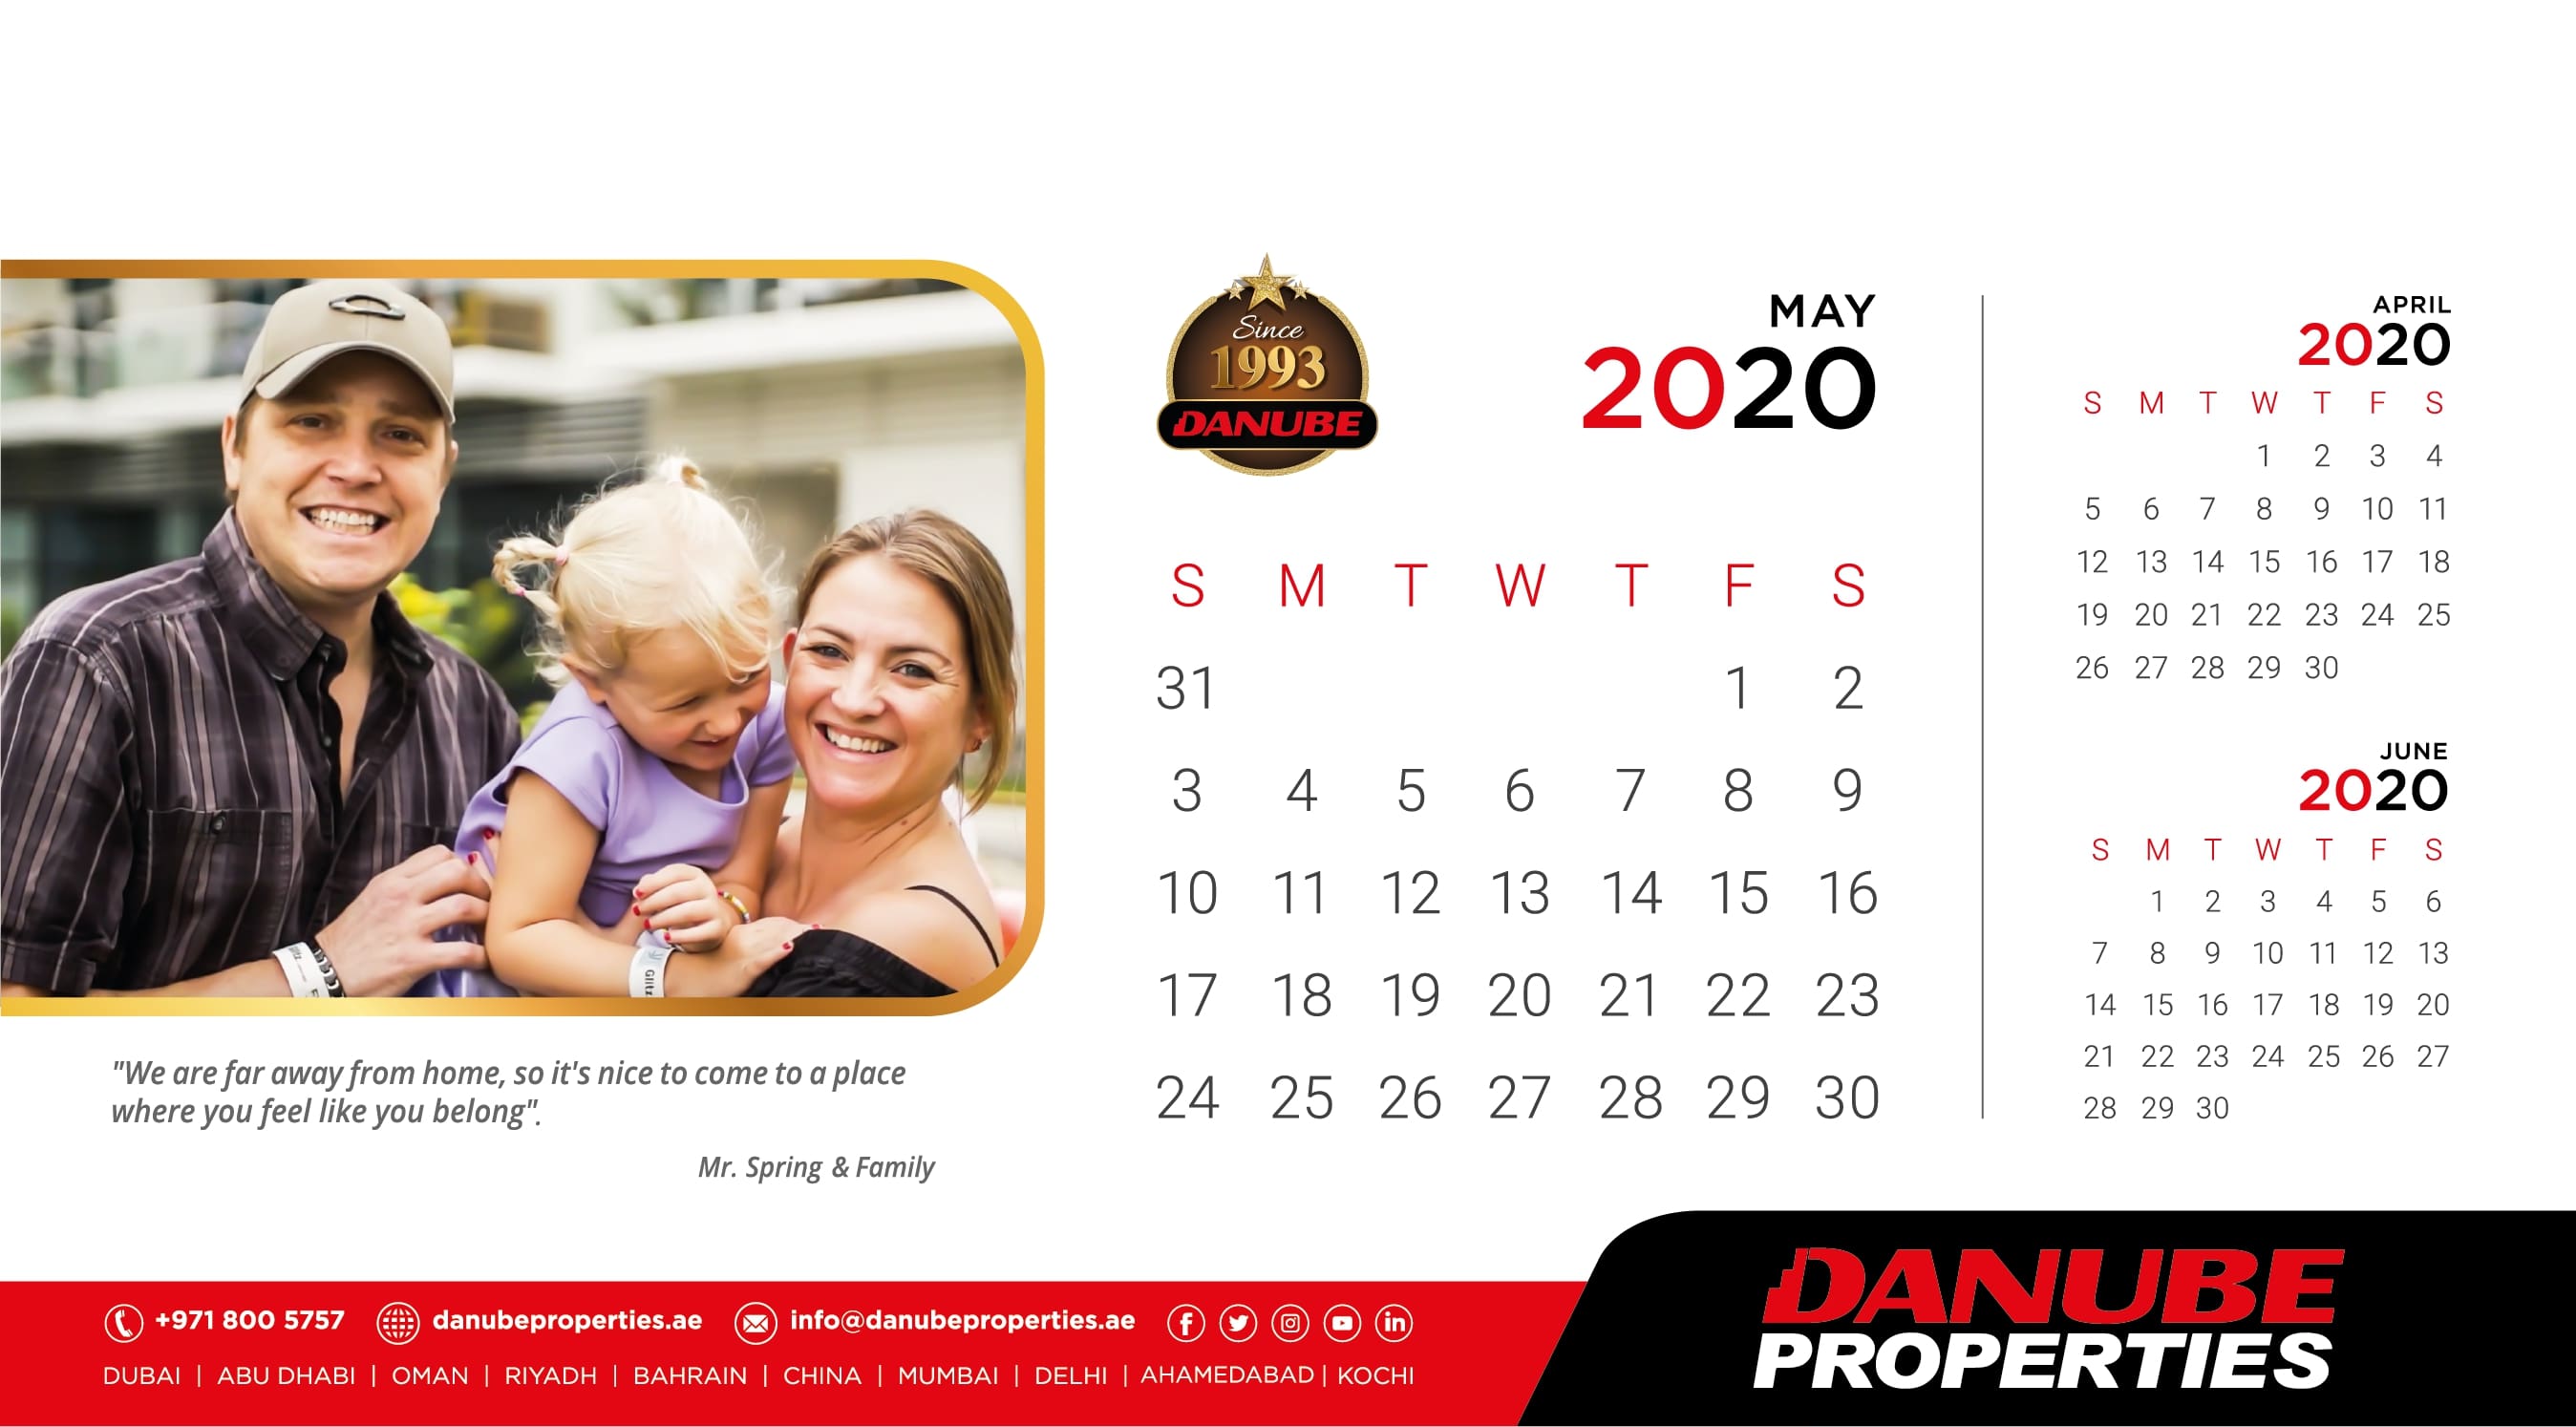 Since
1993
DANUBE
MAY
2020
S M T W T F S
31 1 2
3 4 5 6 7 8 9
10 11 12 13 14 15 16
17 18 19 20 21 22 23
24 25 26 27 28 29 30
APRIL
2020
S M T W T F S
1 2 3 4
5 6 7 8 9 10 11
12 13 14 15 16 17 18
19 20 21 22 23 24 25
26 27 28 29 30
JUNE
2020
S M T W T F S
1 2 3 4 5 6
7 8 9 10 11 12 13
14 15 16 17 18 19 20
21 22 23 24 25 26 27
28 29 30
Glitz
"We are far away from home, so it's nice to come to a place
where you feel like you belong".
Mr. Spring & Family
+971 800 5757 danubeproperties.ae info@danubeproperties.ae
DUBAI | ABU DHABI | OMAN | RIYADH | BAHRAIN | CHINA | MUMBAI | DELHI | AHAMEDABAD | KOCHI
DANUBE
PROPERTIES